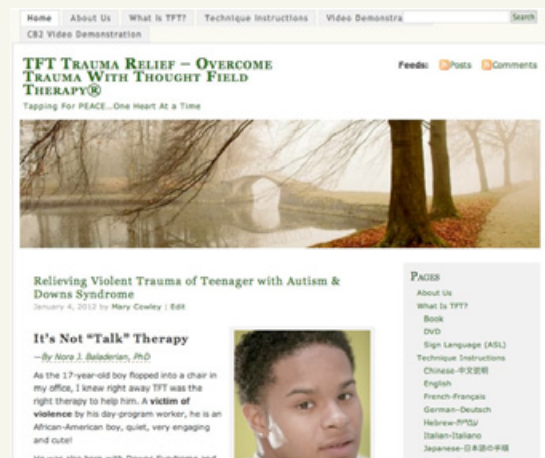 Home About Us What Is TFT? Technique Instructions Video Demonstra Search
CB2 Video Demonstration
TFT Trauma Relief – Overcome
Trauma With Thought Field
Therapy®
Feeds: Posts Comments
Tapping For PEACE...One Heart At a Time
Relieving Violent Trauma of Teenager with Autism &
Downs Syndrome
January 4, 2012 by Mary Cowley | Edit
It's Not “Talk” Therapy
—By Nora J. Baladerian, PhD
As the 17-year-old boy flopped into a chair in
my office, I knew right away TFT was the
right therapy to help him. A victim of
violence by his day-program worker, he is an
African-American boy, quiet, very engaging
and cute!
Pages
About Us
What Is TFT?
Book
DVD
Sign Language (ASL)
Technique Instructions
Chinese-中文説明
English
French-Français
German-Deutsch
Hebrew-עברית
Italian-Italiano
Japanese-日本語の手順